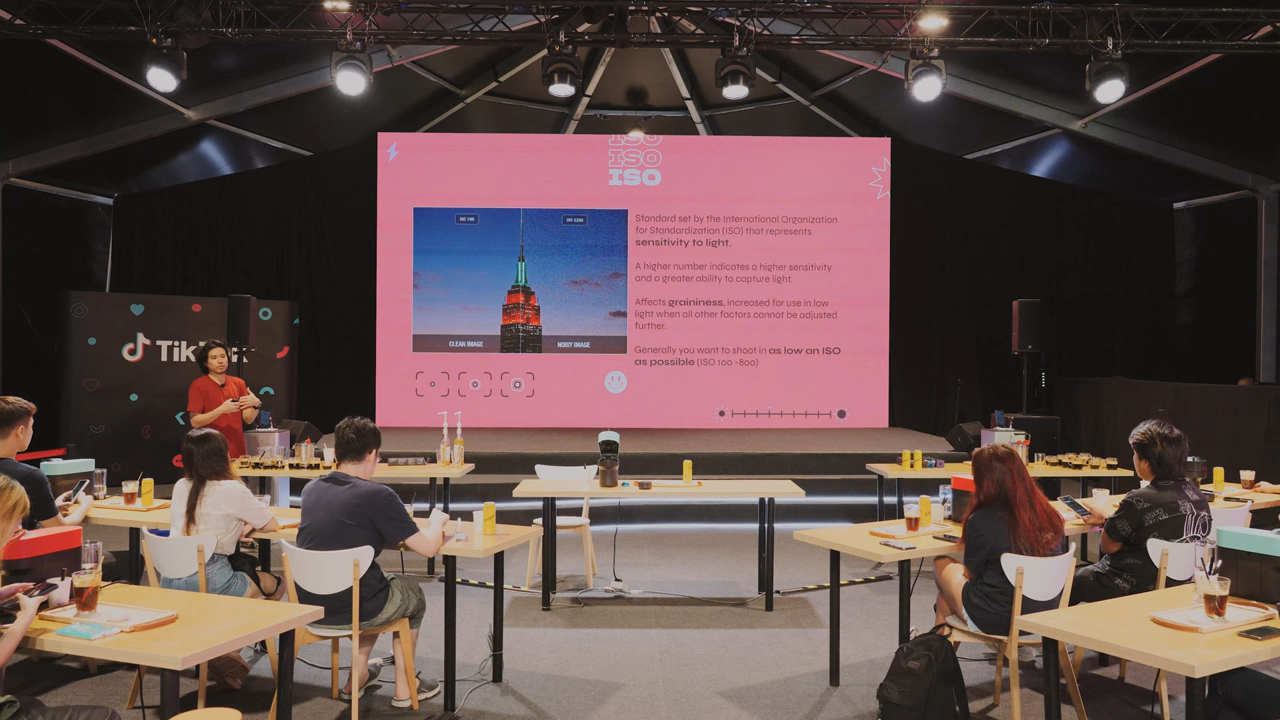 ISO
ISO
ISO
ISO 100
ISO 3200
CLEAN IMAGE
NOISY IMAGE
Standard set by the International Organization
for Standardization (ISO) that represents
sensitivity to light.
A higher number indicates a higher sensitivity
and a greater ability to capture light.
Affects graininess, increased for use in low
light when all other factors cannot be adjusted
further.
Generally you want to shoot in as low an ISO
as possible (ISO 100 -800)